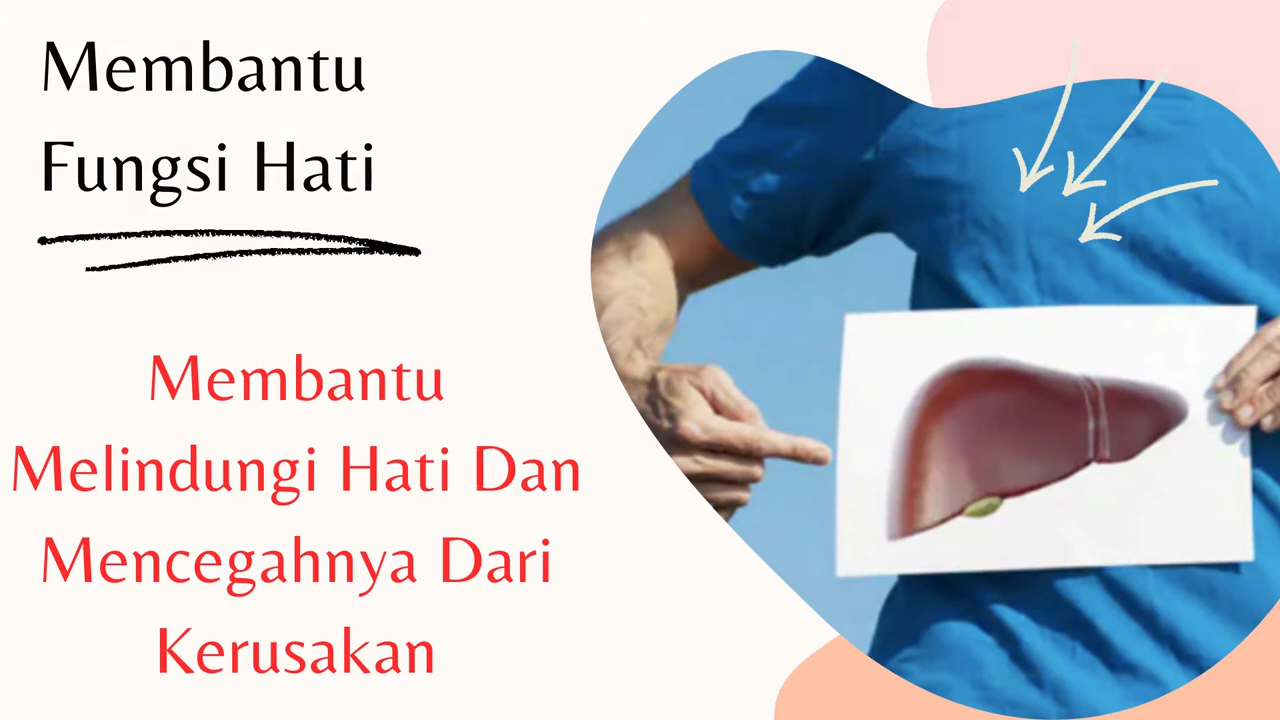 Membantu
Fungsi Hati
Membantu
Melindungi Hati Dan
Mencegahnya Dari
Kerusakan